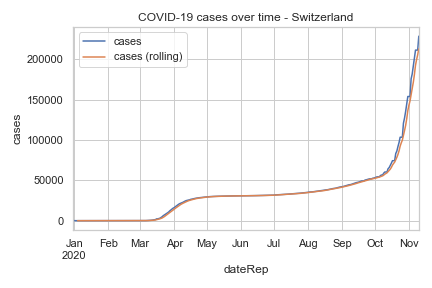 COVID-19 cases over time - Switzerland
cases
cases (rolling)
200000
150000
100000
50000
0
cases
Jan Feb Mar Apr May Jun Jul Aug Sep Oct Nov
2020
dateRep